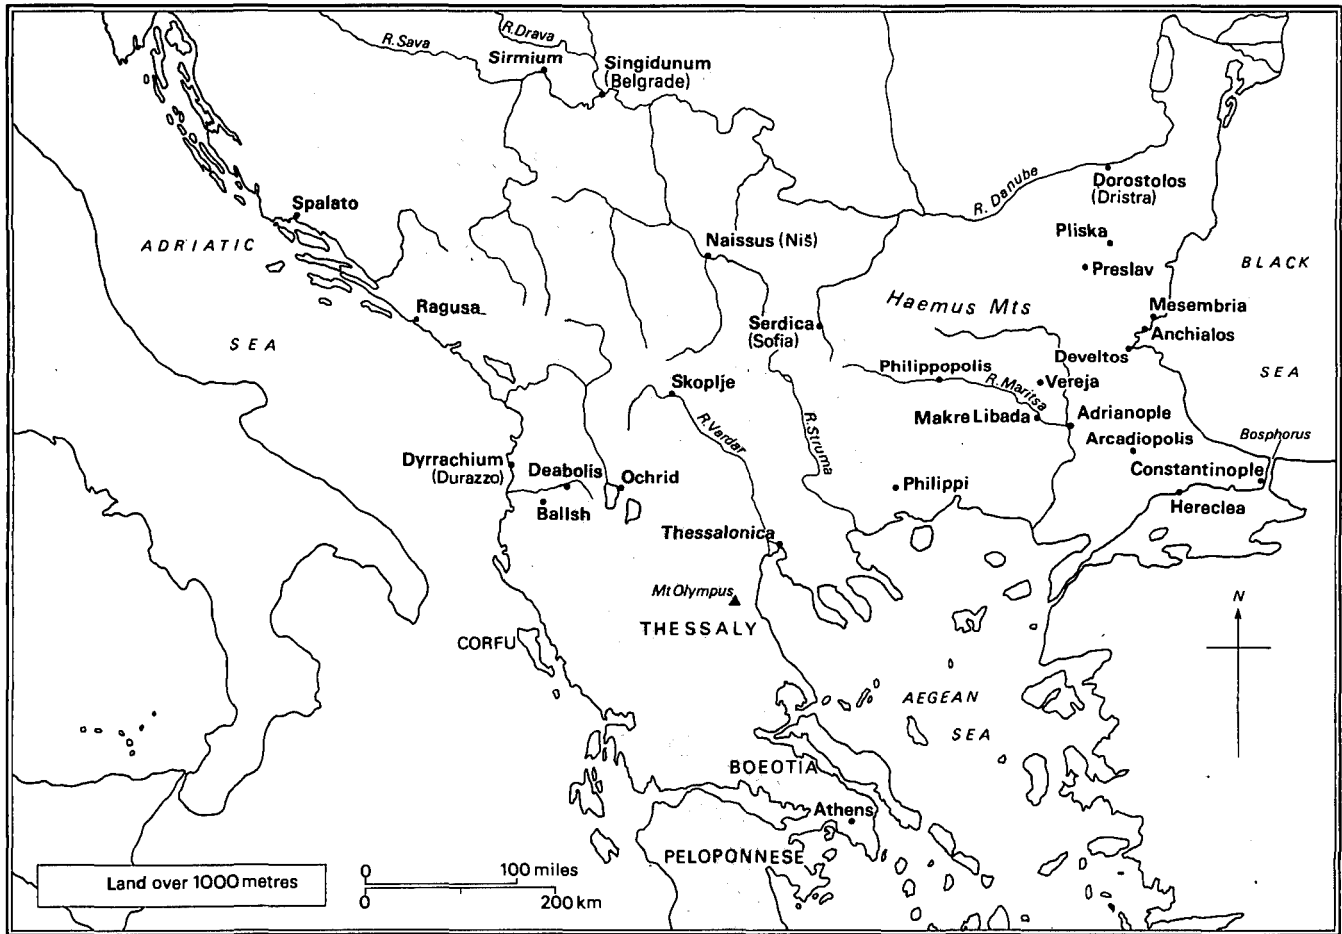 R. Drava
R. Sava
Sirmium
Singidunum
(Belgrade)
R. Danube
Dorostolos
(Dristra)
Spalato
Pliska
ADRIATIC
Naissus (Niš)
Preslav
BLACK
Haemus Mts
Ragusa
Mesembria
SEA
Serdica
(Sofia)
Anchialos
Develtos
Philippopolis
SEA
Skoplje
R. Maritsa
Vereja
Makre Libada
Adrianople
R. Vardar
R. Struma
Arcadiopolis
Bosphorus
Dyrrachium
(Durazzo)
Deabolis
Ochrid
Constantinople
Philippi
Ballsh
Hereclea
Thessalonica
Mt Olympus
N
THESSALY
CORFU
AEGEAN
SEA
BOEOTIA
Athens
PELOPONNESE
Land over 1000 metres
0 100 miles
0 200 km